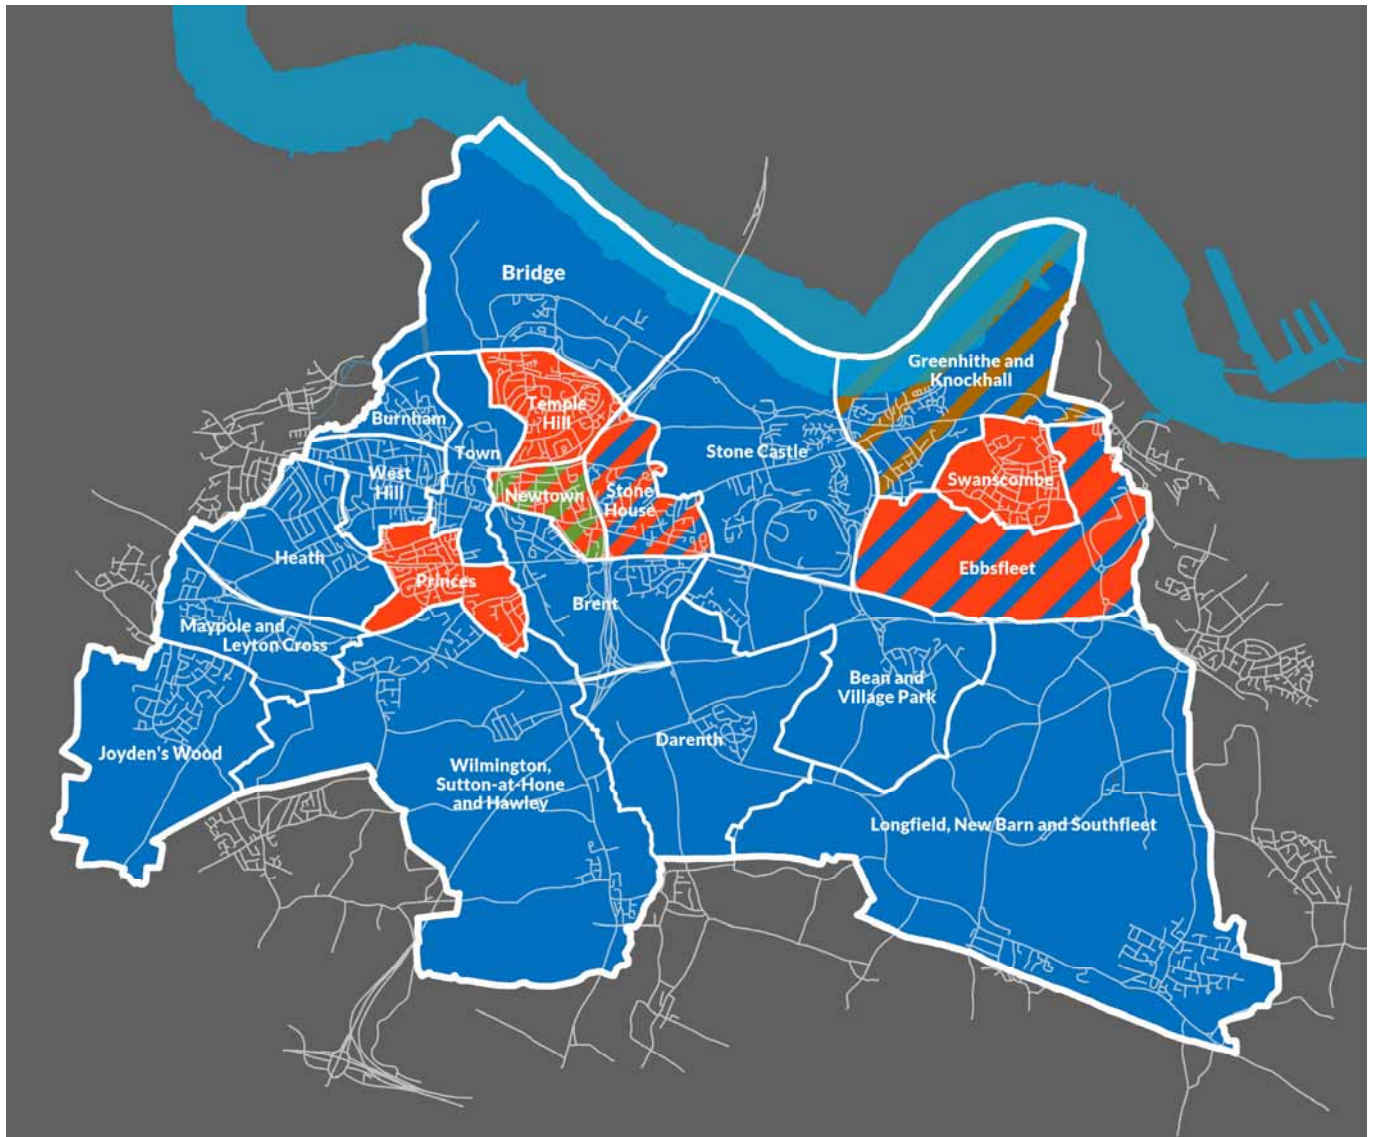 Bridge
Greenhithe and
Knockhall
Temple
Hill
Burnham
Town
Stone Castle
West
Hill
Swanscombe
Newtown
Stone
House
Heath
Princes
Ebbsfleet
Brent
Maypole and
Leyton Cross
Bean and
Village Park
Joyden's Wood
Darenth
Wilmington,
Sutton-at-Hone
and Hawley
Longfield, New Barn and Southfleet